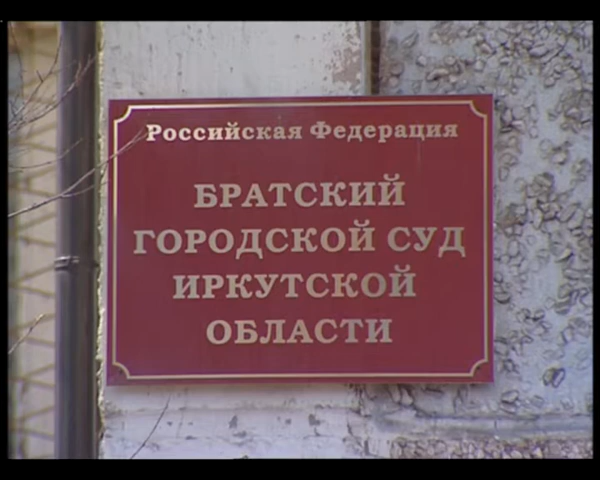 Российская Федерация
БРАТСКИЙ
ГОРОДСКОЙ СУД
ИРКУТСКОЙ
ОБЛАСТИ